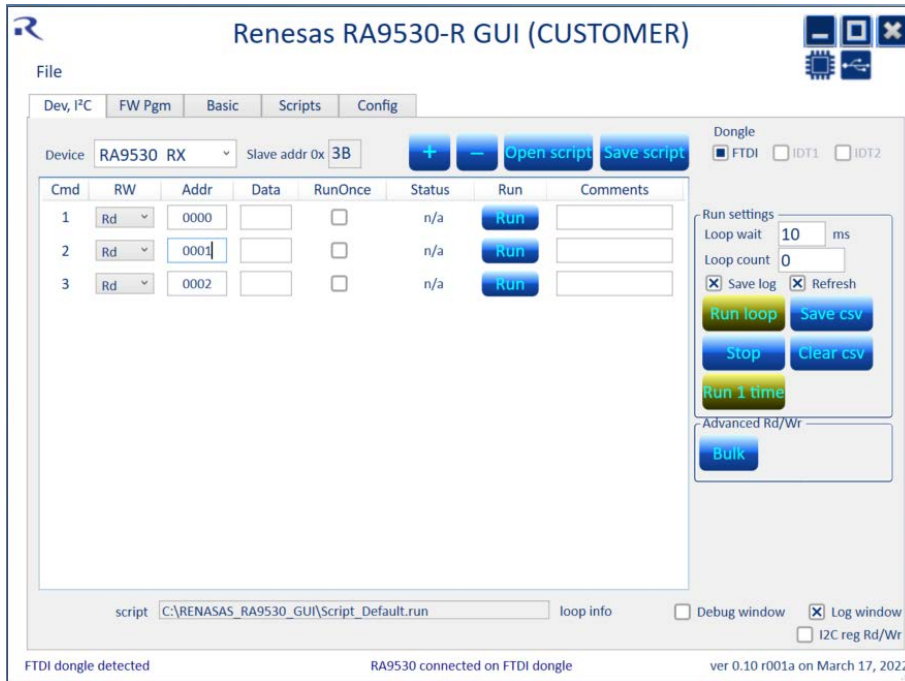 Renesas RA9530-R GUI (CUSTOMER)
File
Dev, I²C FW Pgm Basic Scripts Config
Device RA9530 RX Slave addr 0x 3B + − Open script Save script
Dongle
FTDI IDT1 IDT2
Cmd RW Addr Data RunOnce Status Run Comments
1 Rd 0000 n/a Run
2 Rd 0001 n/a Run
3 Rd 0002 n/a Run
Run settings
Loop wait 10 ms
Loop count 0
Save log Refresh
Run loop Save csv
Stop Clear csv
Run 1 time
Advanced Rd/Wr
Bulk
script C:\RENASAS_RA9530_GUI\Script_Default.run loop info Debug window Log window
I2C reg Rd/Wr
FTDI dongle detected RA9530 connected on FTDI dongle ver 0.10 r001a on March 17, 2022